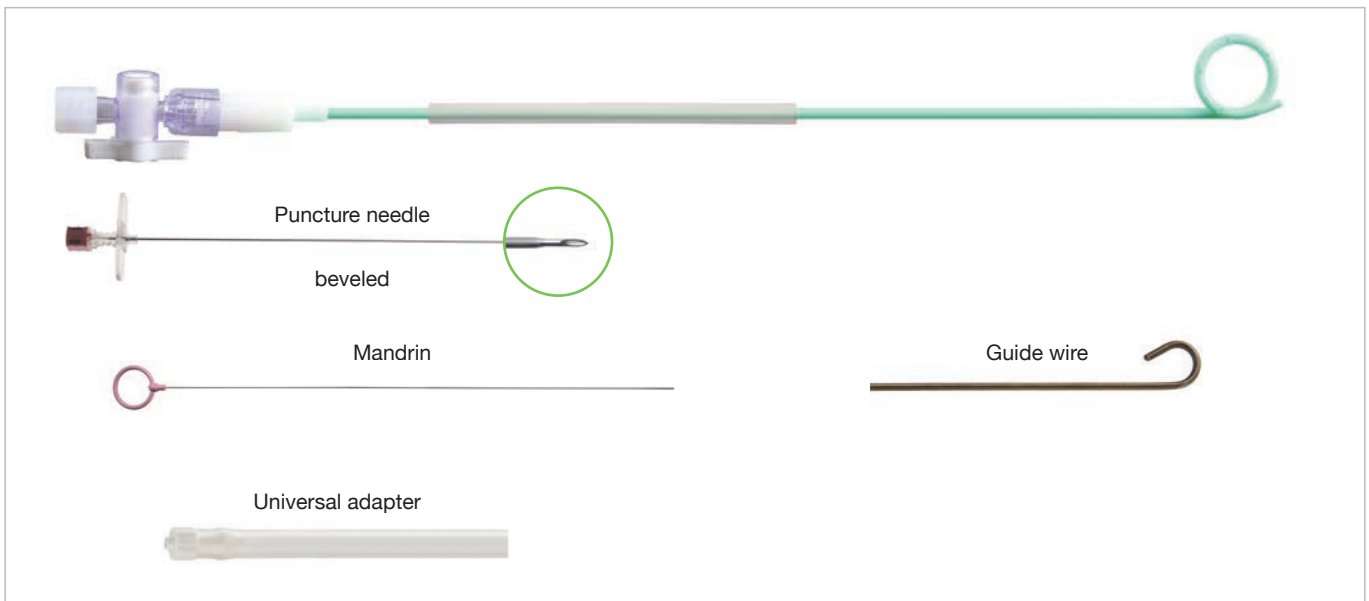 Puncture needle
beveled
Mandrin
Guide wire
Universal adapter